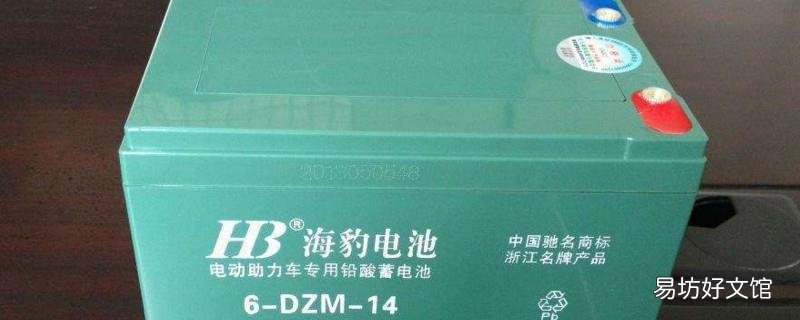 2013050548
HB® 海豹电池
电动助力车专用铅酸蓄电池
6-DZM-14
中国驰名商标
浙江名牌产品
Pb
易坊好文馆